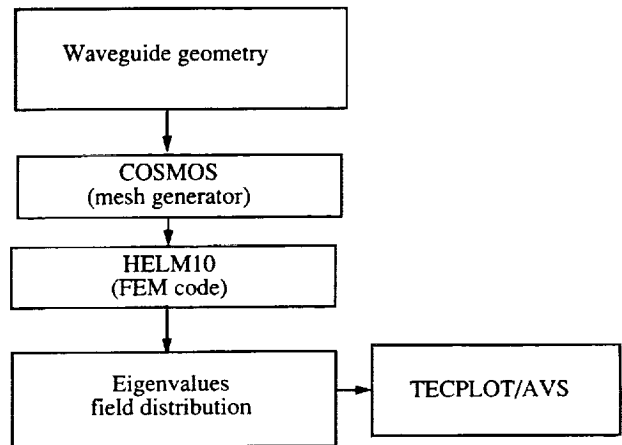 Waveguide geometry
COSMOS
(mesh generator)
HELM10
(FEM code)
Eigenvalues
field distribution
TECPLOT/AVS